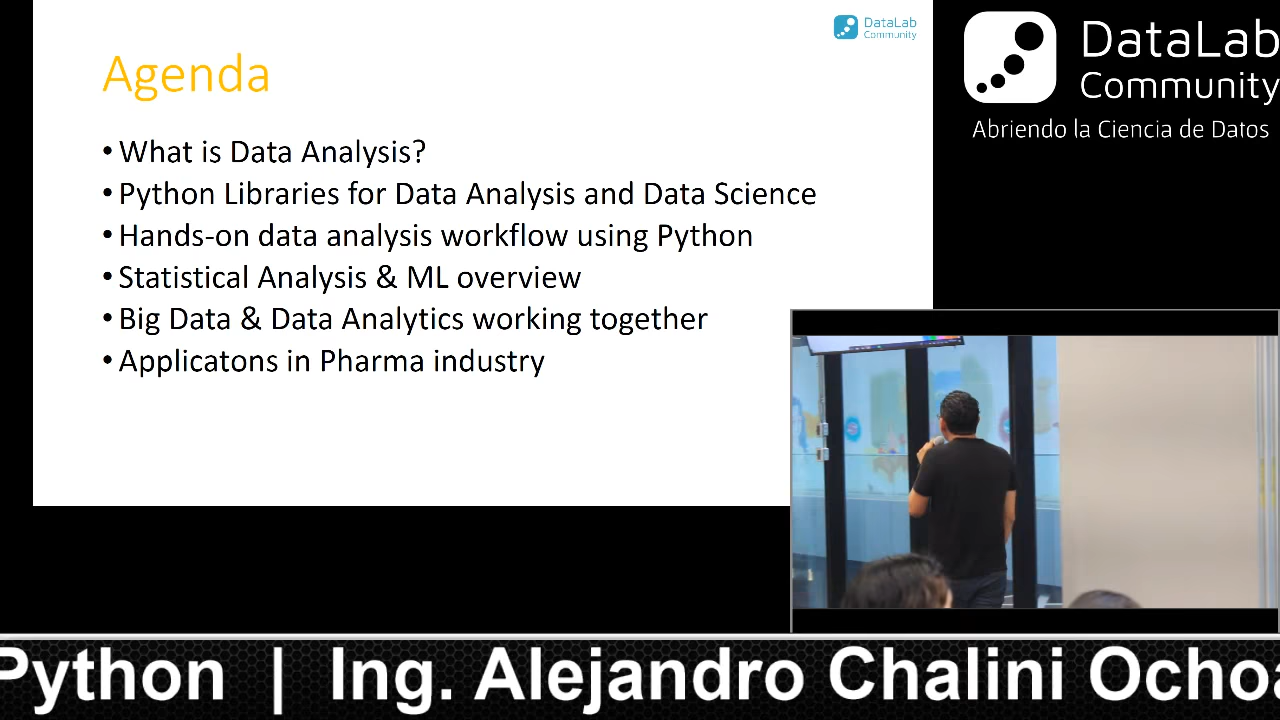 DataLab
Community
Agenda
• What is Data Analysis?
• Python Libraries for Data Analysis and Data Science
• Hands-on data analysis workflow using Python
• Statistical Analysis & ML overview
• Big Data & Data Analytics working together
• Applicatons in Pharma industry
DataLab
Community
Abriendo la Ciencia de Datos
Python | Ing. Alejandro Chalini Ochoa